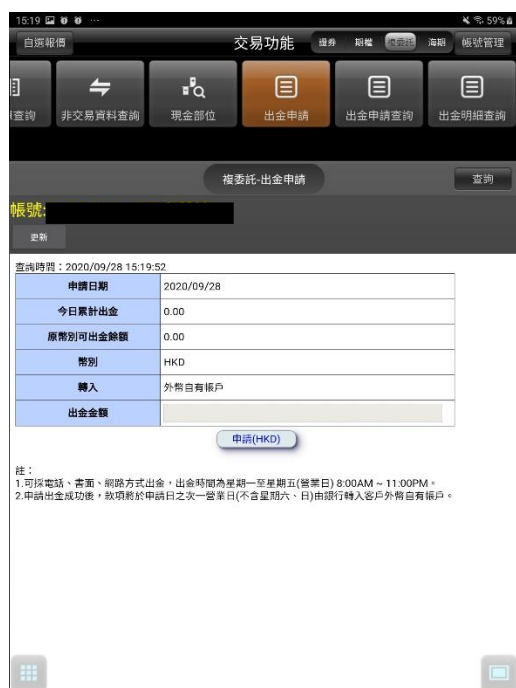 15:19 59%
自選報價 交易功能 證券 期權 複委託 海期 帳號管理
查詢 非交易資料查詢 現金部位 出金申請 出金申請查詢 出金明細查詢
複委託-出金申請 查詢
帳號:
更新
查詢時間：2020/09/28 15:19:52
申請日期 2020/09/28
今日累計出金 0.00
原幣別可出金餘額 0.00
幣別 HKD
轉入 外幣自有帳戶
出金金額
申請(HKD)
註：
1.可採電話、書面、網路方式出金，出金時間為星期一至星期五(營業日) 8:00AM ~ 11:00PM。
2.申請出金成功後，款項將於申請日之次一營業日(不含星期六、日)由銀行轉入客戶外幣自有帳戶。